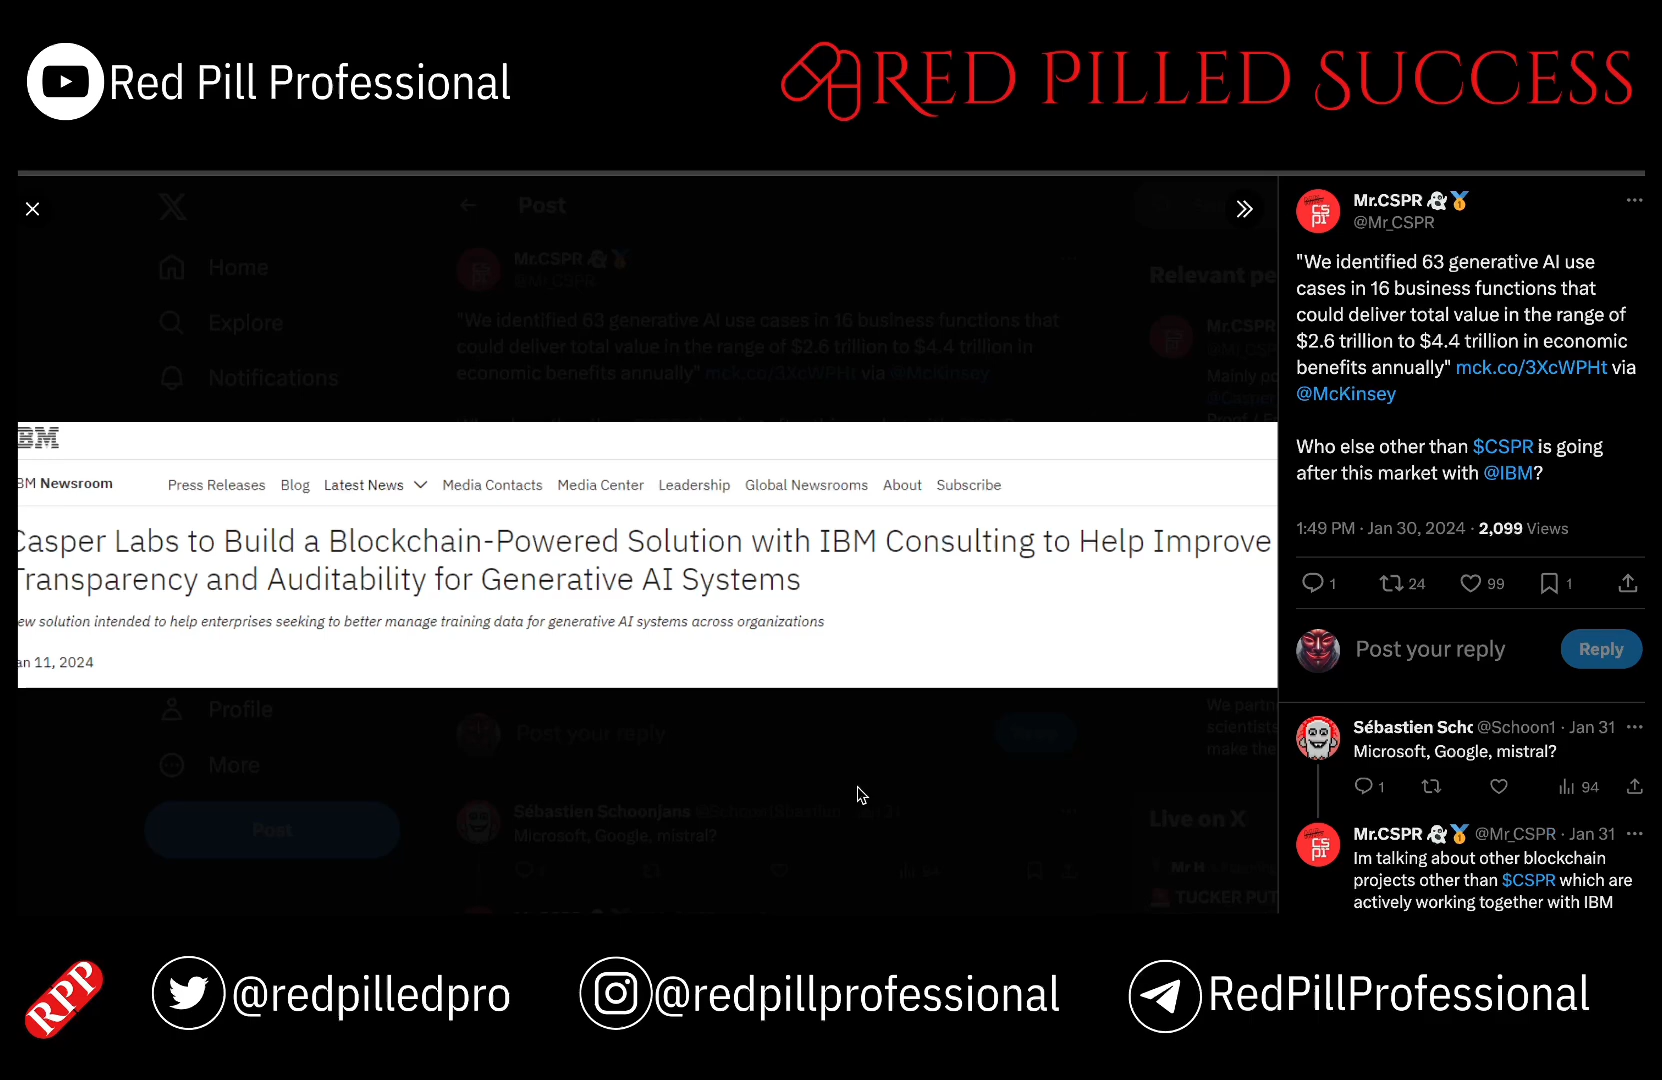 Red Pill Professional
RED PILLED SUCCESS
Post
Home
Explore
Notifications
Mr.CSPR
@Mr_CSPR
"We identified 63 generative AI use cases in 16 business functions that
could deliver total value in the range of $2.6 trillion to $4.4 trillion in
economic benefits annually" mck.co/3XcWPHt via @McKinsey
Relevant pe
Mr.CSPR
IBM
BM Newsroom
Press Releases Blog Latest News Media Contacts Media Center Leadership Global Newsrooms About Subscribe
Casper Labs to Build a Blockchain-Powered Solution with IBM Consulting to Help Improve
Transparency and Auditability for Generative AI Systems
ew solution intended to help enterprises seeking to better manage training data for generative AI systems across organizations
an 11, 2024
Profile
More
Post
Post your reply
Sébastien Schoonjans
Microsoft, Google, mistral?
We partn
scientists
make the
Live on X
Mr H
TUCKER PUT
Mr.CSPR
@Mr_CSPR
"We identified 63 generative AI use
cases in 16 business functions that
could deliver total value in the range of
$2.6 trillion to $4.4 trillion in economic
benefits annually" mck.co/3XcWPHt via
@McKinsey
Who else other than $CSPR is going
after this market with @IBM?
1:49 PM · Jan 30, 2024 · 2,099 Views
1 24 99 1
Post your reply Reply
Sébastien Scho @Schoon1 · Jan 31
Microsoft, Google, mistral?
1 94
Mr.CSPR @Mr_CSPR · Jan 31
Im talking about other blockchain
projects other than $CSPR which are
actively working together with IBM
RPP @redpilledpro @redpillprofessional RedPillProfessional